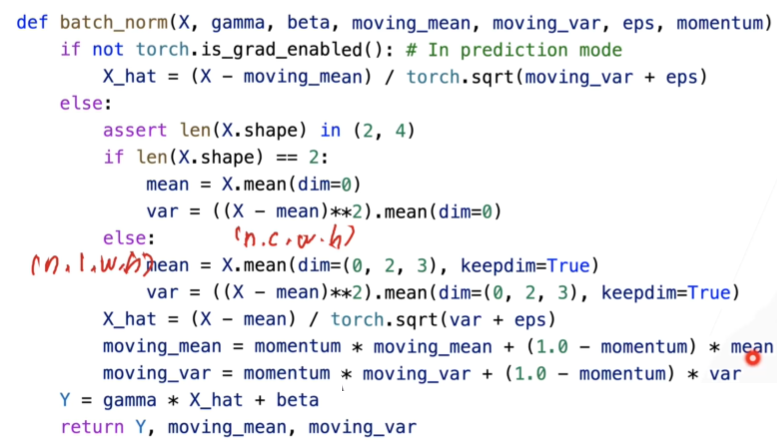 def batch_norm(X, gamma, beta, moving_mean, moving_var, eps, momentum)
    if not torch.is_grad_enabled(): # In prediction mode
        X_hat = (X - moving_mean) / torch.sqrt(moving_var + eps)
    else:
        assert len(X.shape) in (2, 4)
        if len(X.shape) == 2:
            mean = X.mean(dim=0)
            var = ((X - mean)**2).mean(dim=0)
        else: (n.c.w.h)
(n.1.w.h) mean = X.mean(dim=(0, 2, 3), keepdim=True)
            var = ((X - mean)**2).mean(dim=(0, 2, 3), keepdim=True)
        X_hat = (X - mean) / torch.sqrt(var + eps)
        moving_mean = momentum * moving_mean + (1.0 - momentum) * mean
        moving_var = momentum * moving_var + (1.0 - momentum) * var
    Y = gamma * X_hat + beta
    return Y, moving_mean, moving_var